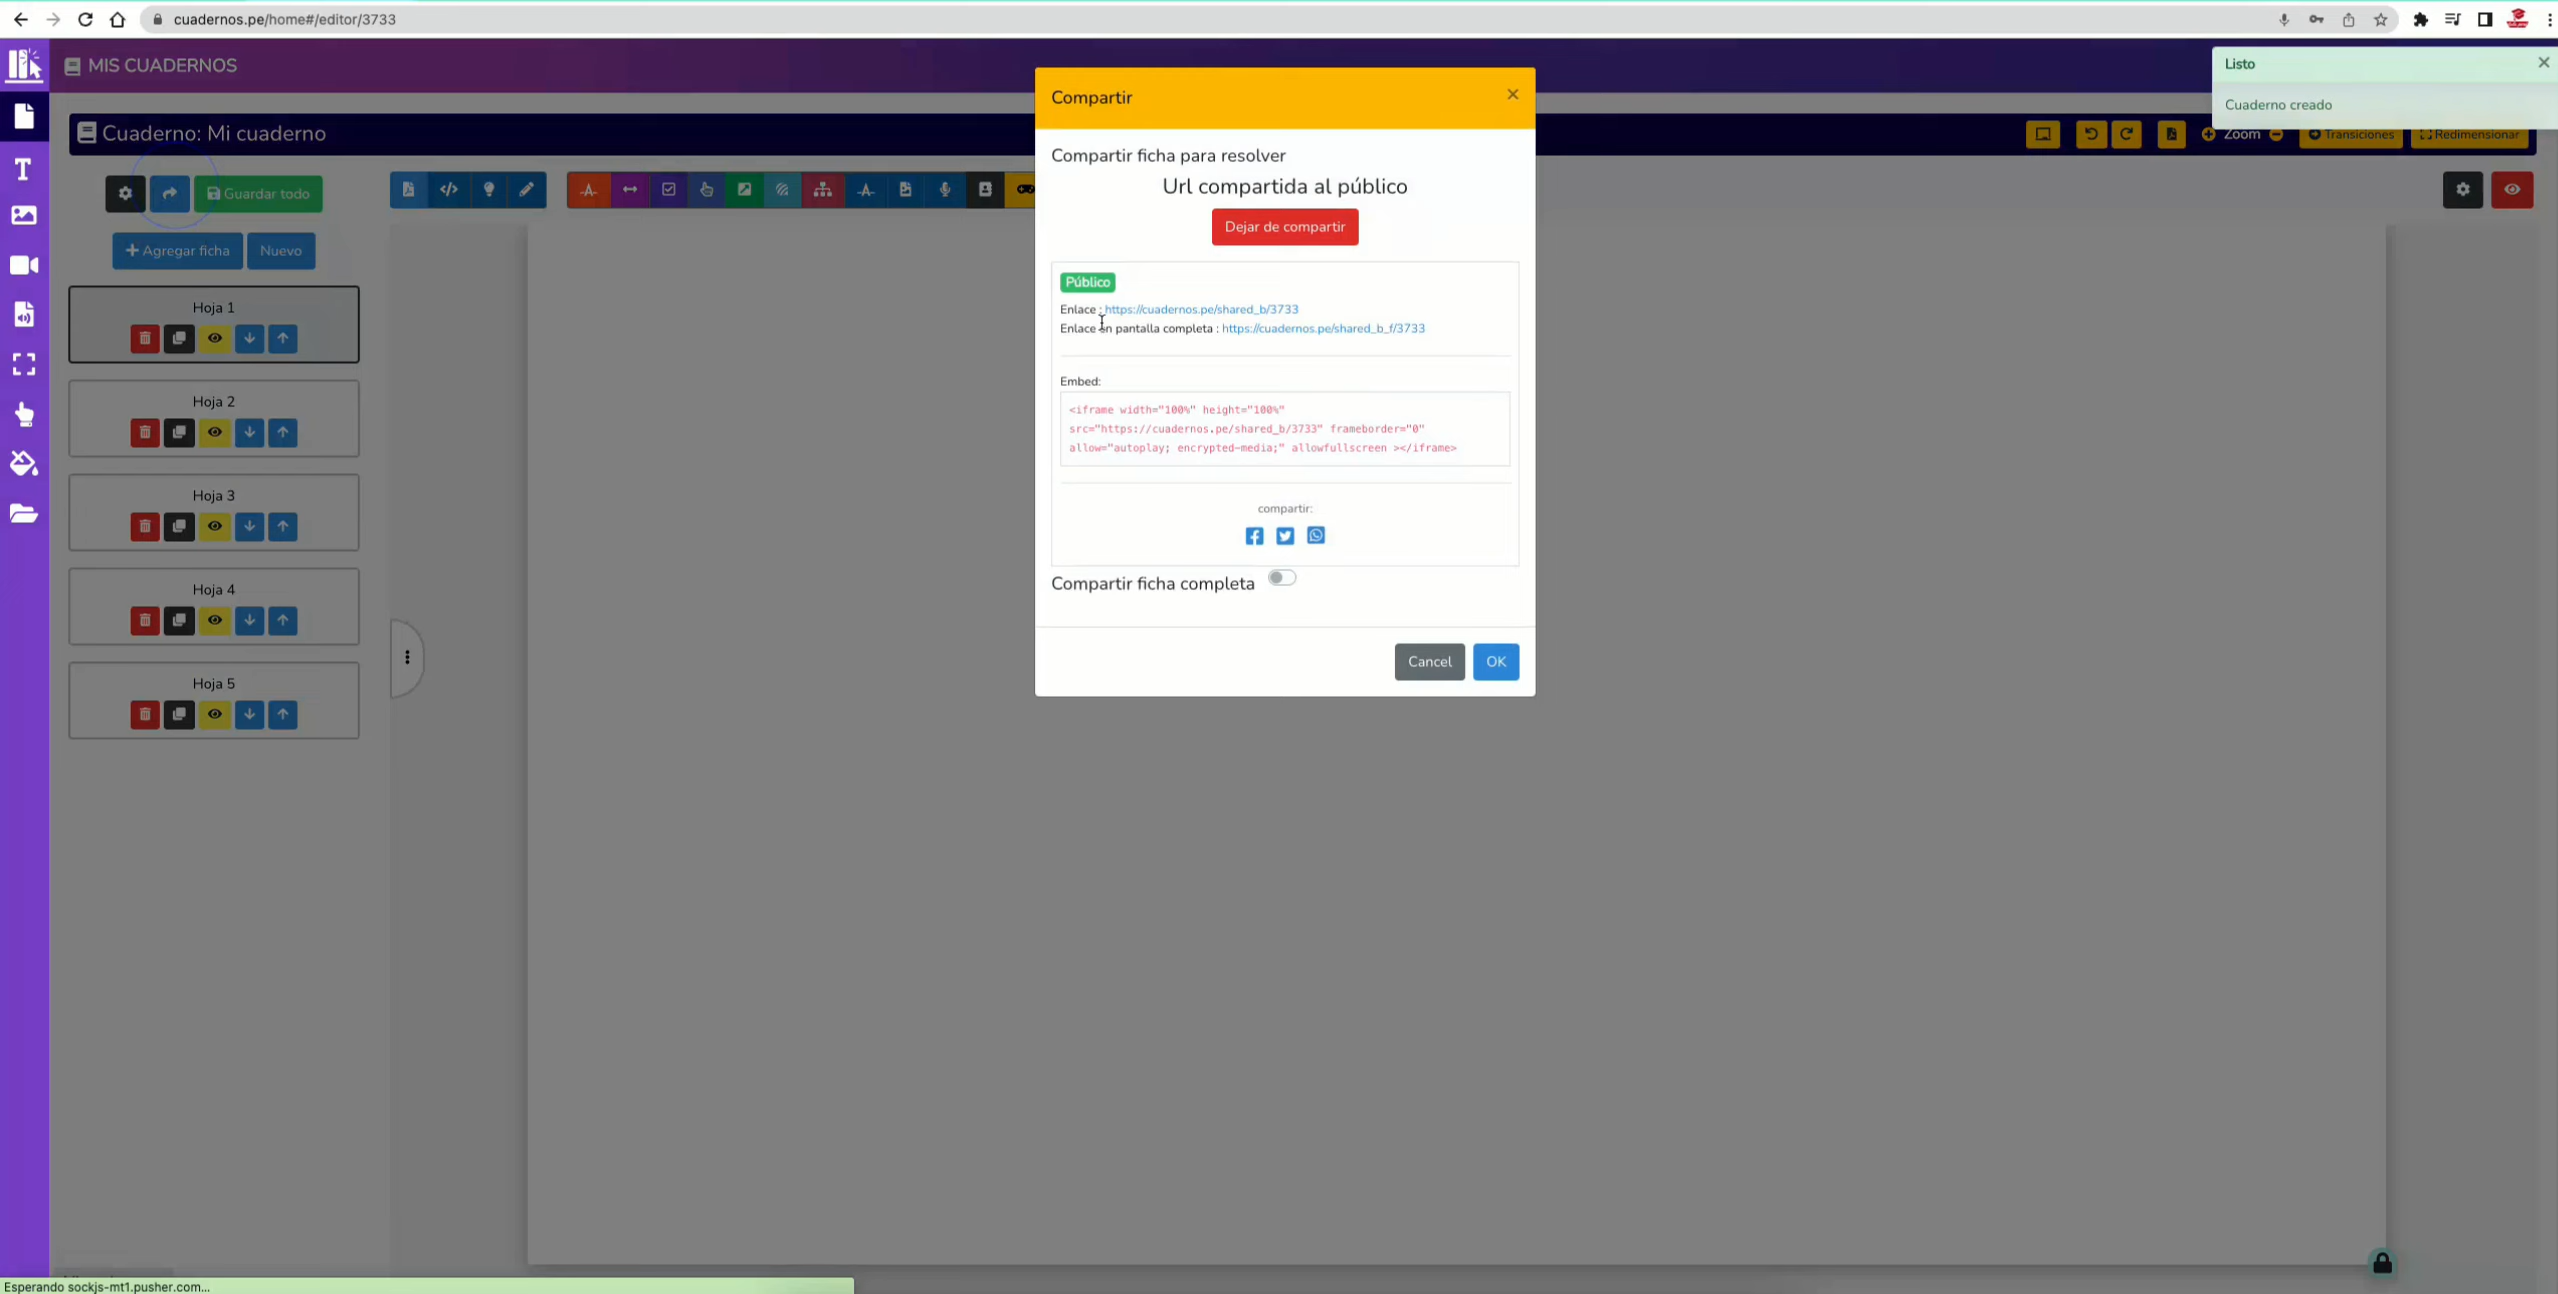 cuadernos.pe/home#/editor/3733
MIS CUADERNOS
Listo
Cuaderno creado
Cuaderno: Mi cuaderno
Zoom
Transiciones
Redimensionar
Guardar todo
Agregar ficha
Nuevo
Hoja 1
Hoja 2
Hoja 3
Hoja 4
Hoja 5
Compartir
Compartir ficha para resolver
Url compartida al público
Dejar de compartir
Público
Enlace : https://cuadernos.pe/shared_b/3733
Enlace en pantalla completa : https://cuadernos.pe/shared_b_f/3733
Embed:
<iframe width="100%" height="100%"
src="https://cuadernos.pe/shared_b/3733" frameborder="0"
allow="autoplay; encrypted-media;" allowfullscreen ></iframe>
compartir:
Compartir ficha completa
Cancel
OK
Esperando sockjs-mt1.pusher.com...